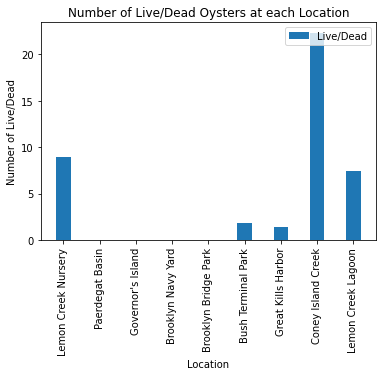 Number of Live/Dead Oysters at each Location
Live/Dead
Number of Live/Dead
20
15
10
5
0
Lemon Creek Nursery
Paerdegat Basin
Governor's Island
Brooklyn Navy Yard
Brooklyn Bridge Park
Bush Terminal Park
Great Kills Harbor
Coney Island Creek
Lemon Creek Lagoon
Location